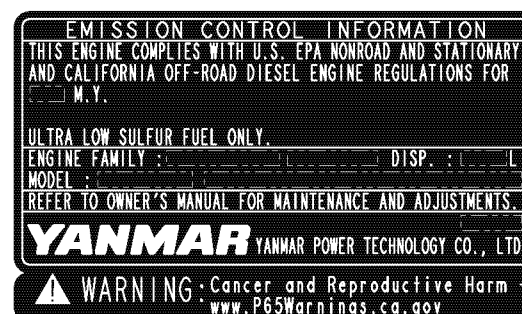 EMISSION CONTROL INFORMATION
THIS ENGINE COMPLIES WITH U.S. EPA NONROAD AND STATIONARY
AND CALIFORNIA OFF-ROAD DIESEL ENGINE REGULATIONS FOR
M.Y.
ULTRA LOW SULFUR FUEL ONLY.
ENGINE FAMILY : DISP. : L
MODEL :
REFER TO OWNER'S MANUAL FOR MAINTENANCE AND ADJUSTMENTS.
YANMAR YANMAR POWER TECHNOLOGY CO., LTD
WARNING: Cancer and Reproductive Harm -
www.P65Warnings.ca.gov